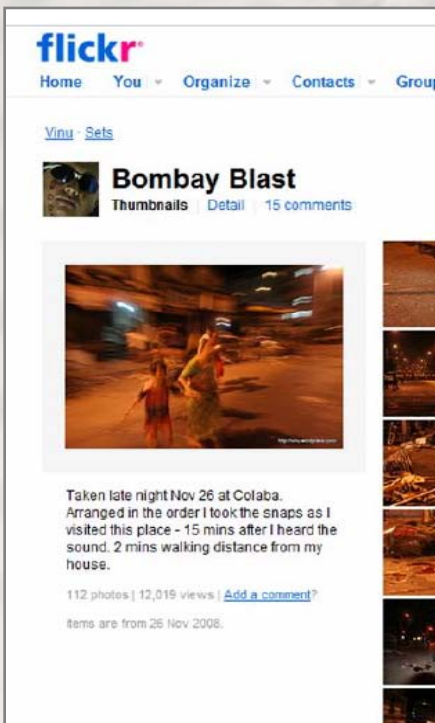 flickr
Home You Organize Contacts Group
Vinu · Sets
Bombay Blast
Thumbnails Detail 15 comments
Taken late night Nov 26 at Colaba.
Arranged in the order I took the snaps as I
visited this place - 15 mins after I heard the
sound. 2 mins walking distance from my
house.
112 photos | 12,019 views | Add a comment?
Items are from 26 Nov 2008.